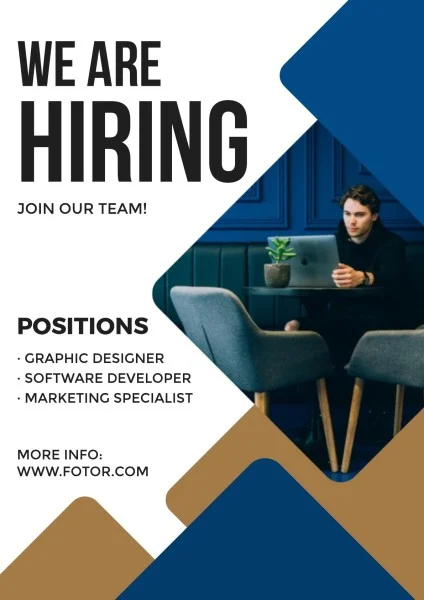 WE ARE
HIRING
JOIN OUR TEAM!
POSITIONS
· GRAPHIC DESIGNER
· SOFTWARE DEVELOPER
· MARKETING SPECIALIST
MORE INFO:
WWW.FOTOR.COM